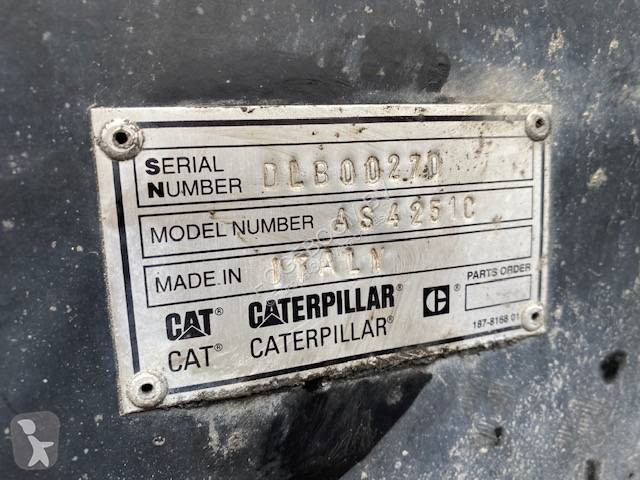 SERIAL NUMBER DLB00270
MODEL NUMBER AS4251C
MADE IN ITALY
PARTS ORDER
CAT® CATERPILLAR® C®
CAT® CATERPILLAR®
187-8168 01